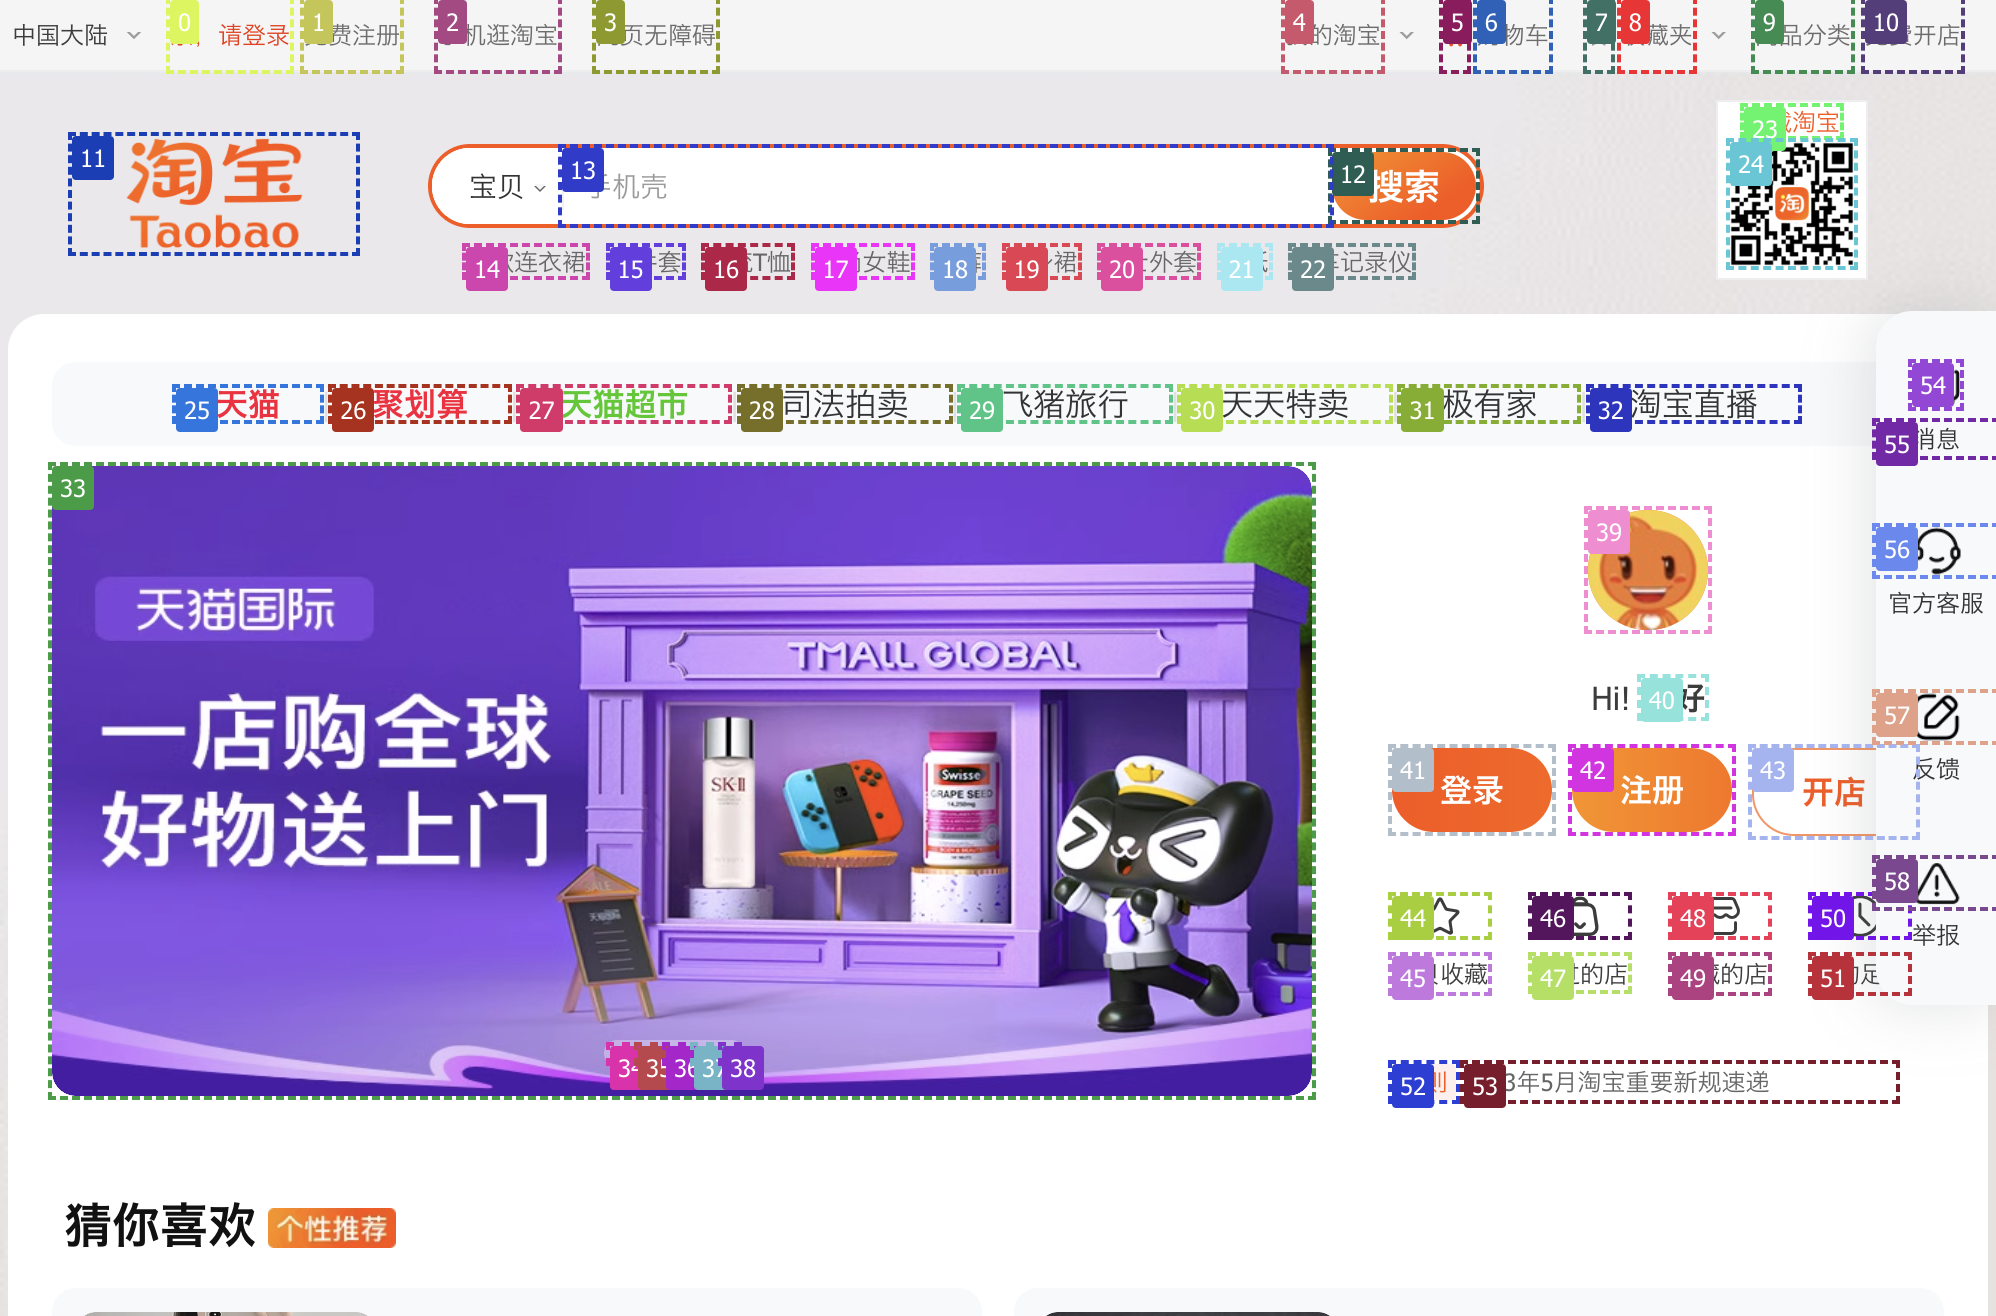 中国大陆
0 请登录
1 费注册
2 机逛淘宝
3 页无障碍
4 的淘宝
5
6 物车
7
8 藏夹
9 品分类
10 费开店
11 淘宝
Taobao
宝贝
13 手机壳
12 搜索
23 淘宝
24
淘
14 连衣裙
15 套
16 T恤
17 女鞋
18
19 裙
20 外套
21
22 记录仪
25 天猫
26 聚划算
27 天猫超市
28 司法拍卖
29 飞猪旅行
30 天天特卖
31 极有家
32 淘宝直播
33
天猫国际
一店购全球
好物送上门
TMALL GLOBAL
SK-II
Swisse
GRAPE SEED
14,250mg
天猫国际
34 35 36 37 38
39
Hi! 40 好
41 登录
42 注册
43 开店
44
46
48
50
45 收藏
47 的店
49 的店
51 足
52 则
53 3年5月淘宝重要新规速递
54
55 消息
56
官方客服
57
反馈
58
举报
猜你喜欢
个性推荐